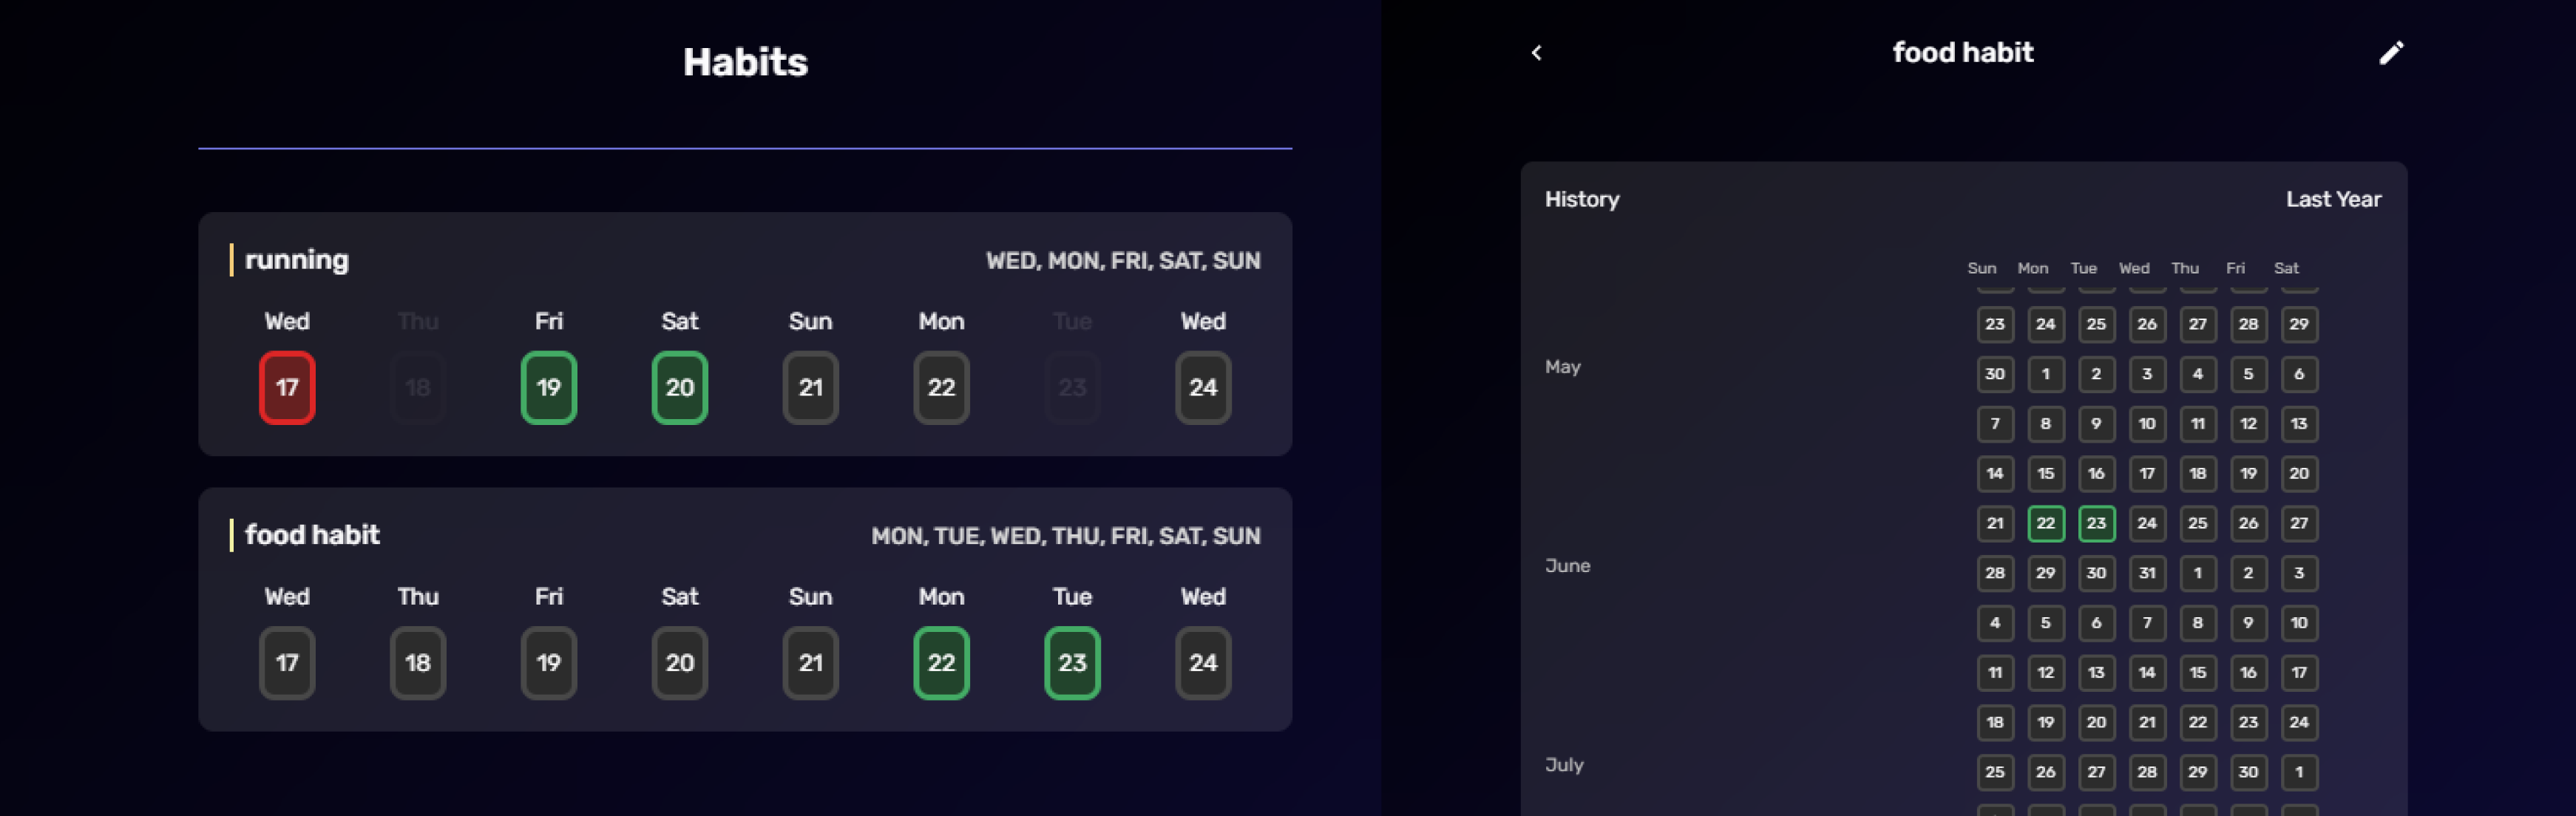 Habits
running WED, MON, FRI, SAT, SUN
Wed Thu Fri Sat Sun Mon Tue Wed
17 18 19 20 21 22 23 24
food habit MON, TUE, WED, THU, FRI, SAT, SUN
Wed Thu Fri Sat Sun Mon Tue Wed
17 18 19 20 21 22 23 24
food habit
History Last Year
Sun Mon Tue Wed Thu Fri Sat
23 24 25 26 27 28 29
May 30 1 2 3 4 5 6
7 8 9 10 11 12 13
14 15 16 17 18 19 20
21 22 23 24 25 26 27
June 28 29 30 31 1 2 3
4 5 6 7 8 9 10
11 12 13 14 15 16 17
18 19 20 21 22 23 24
July 25 26 27 28 29 30 1